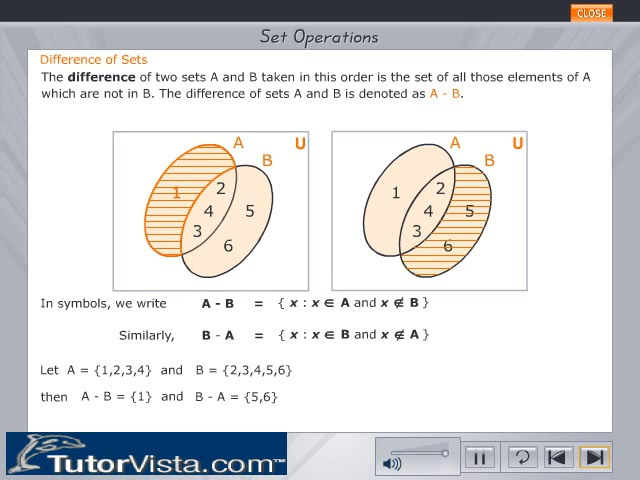 CLOSE
Set Operations
Difference of Sets
The difference of two sets A and B taken in this order is the set of all those elements of A
which are not in B. The difference of sets A and B is denoted as A - B.
A B U
1 2 4 3 5 6
A B U
1 2 4 3 5 6
In symbols, we write A - B = { x : x ∈ A and x ∉ B }
Similarly, B - A = { x : x ∈ B and x ∉ A }
Let A = {1,2,3,4} and B = {2,3,4,5,6}
then A - B = {1} and B - A = {5,6}
TutorVista.com™